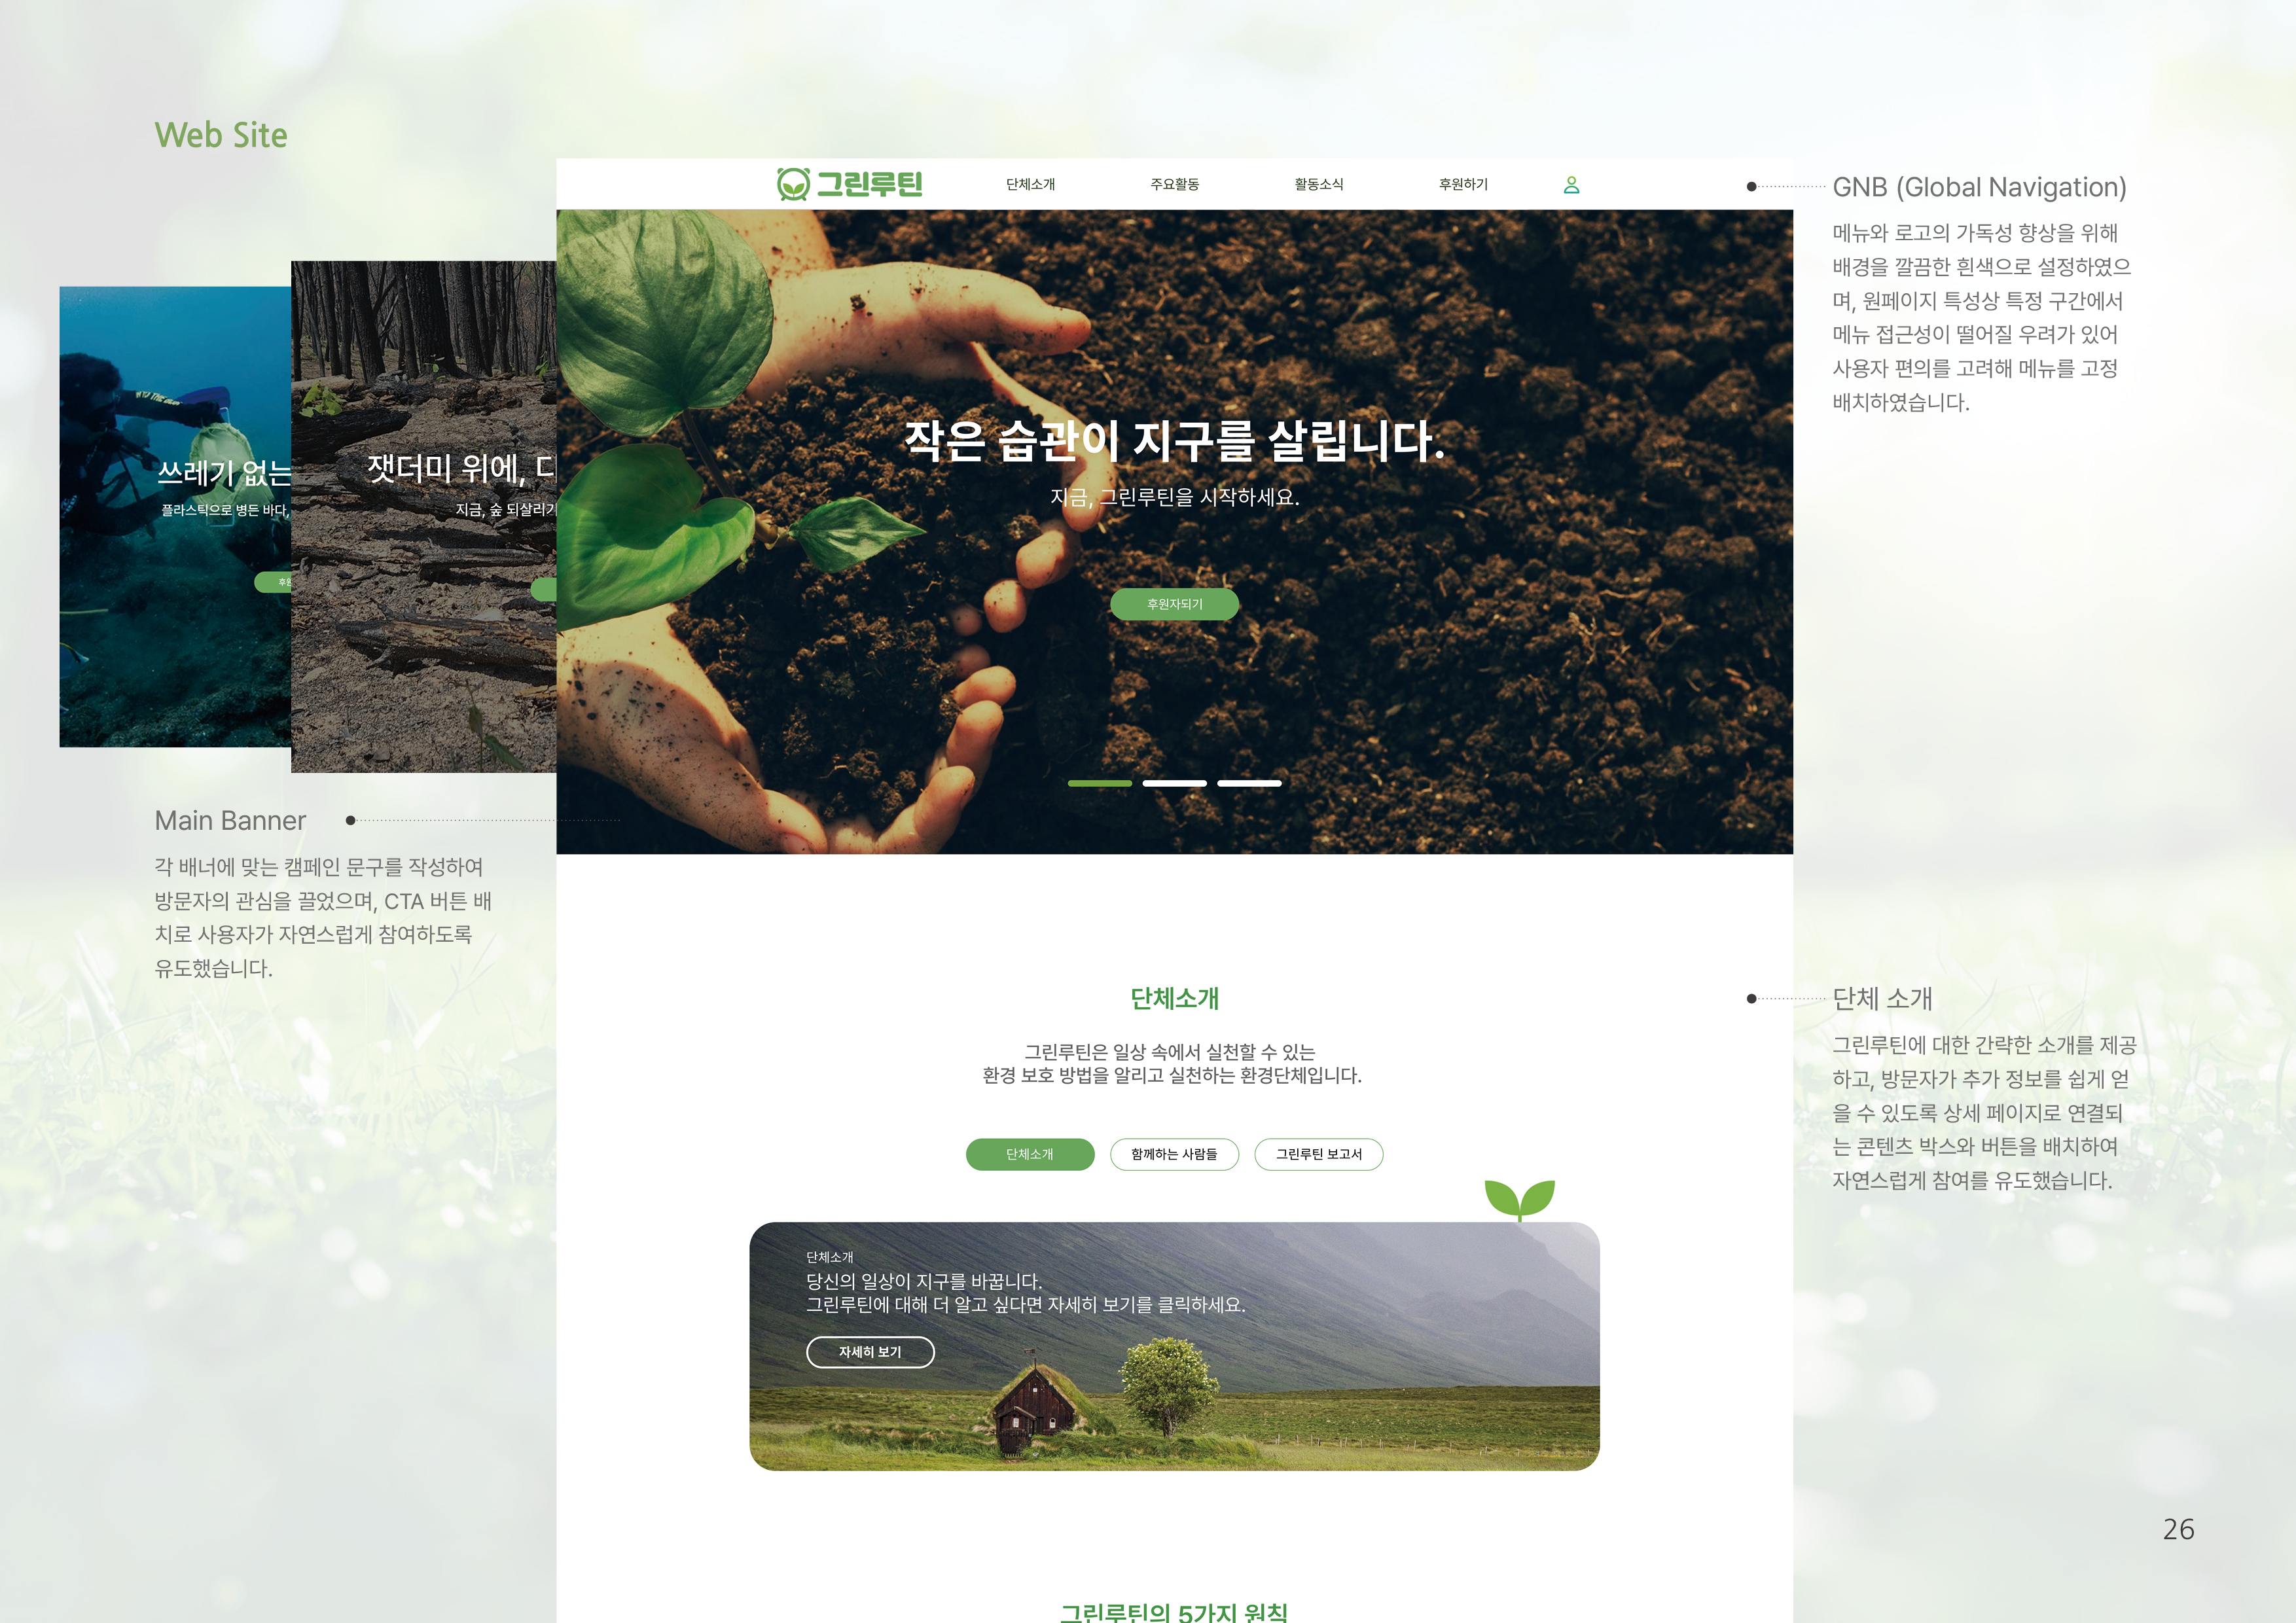 Web Site
그린루틴
단체소개
주요활동
활동소식
후원하기
GNB (Global Navigation)
메뉴와 로고의 가독성 향상을 위해
배경을 깔끔한 흰색으로 설정하였으
며, 원페이지 특성상 특정 구간에서
메뉴 접근성이 떨어질 우려가 있어
사용자 편의를 고려해 메뉴를 고정
배치하였습니다.
쓰레기 없는
플라스틱으로 병든 바다,
잿더미 위에,
지금, 숲 되살리기
작은 습관이 지구를 살립니다.
지금, 그린루틴을 시작하세요.
후원자되기
Main Banner
각 배너에 맞는 캠페인 문구를 작성하여
방문자의 관심을 끌었으며, CTA 버튼 배
치로 사용자가 자연스럽게 참여하도록
유도했습니다.
단체소개
그린루틴은 일상 속에서 실천할 수 있는
환경 보호 방법을 알리고 실천하는 환경단체입니다.
단체소개
함께하는 사람들
그린루틴 보고서
단체 소개
그린루틴에 대한 간략한 소개를 제공
하고, 방문자가 추가 정보를 쉽게 얻
을 수 있도록 상세 페이지로 연결되
는 콘텐츠 박스와 버튼을 배치하여
자연스럽게 참여를 유도했습니다.
단체소개
당신의 일상이 지구를 바꿉니다.
그린루틴에 대해 더 알고 싶다면 자세히 보기를 클릭하세요.
자세히 보기
26
그린루틴의 5가지 원칙